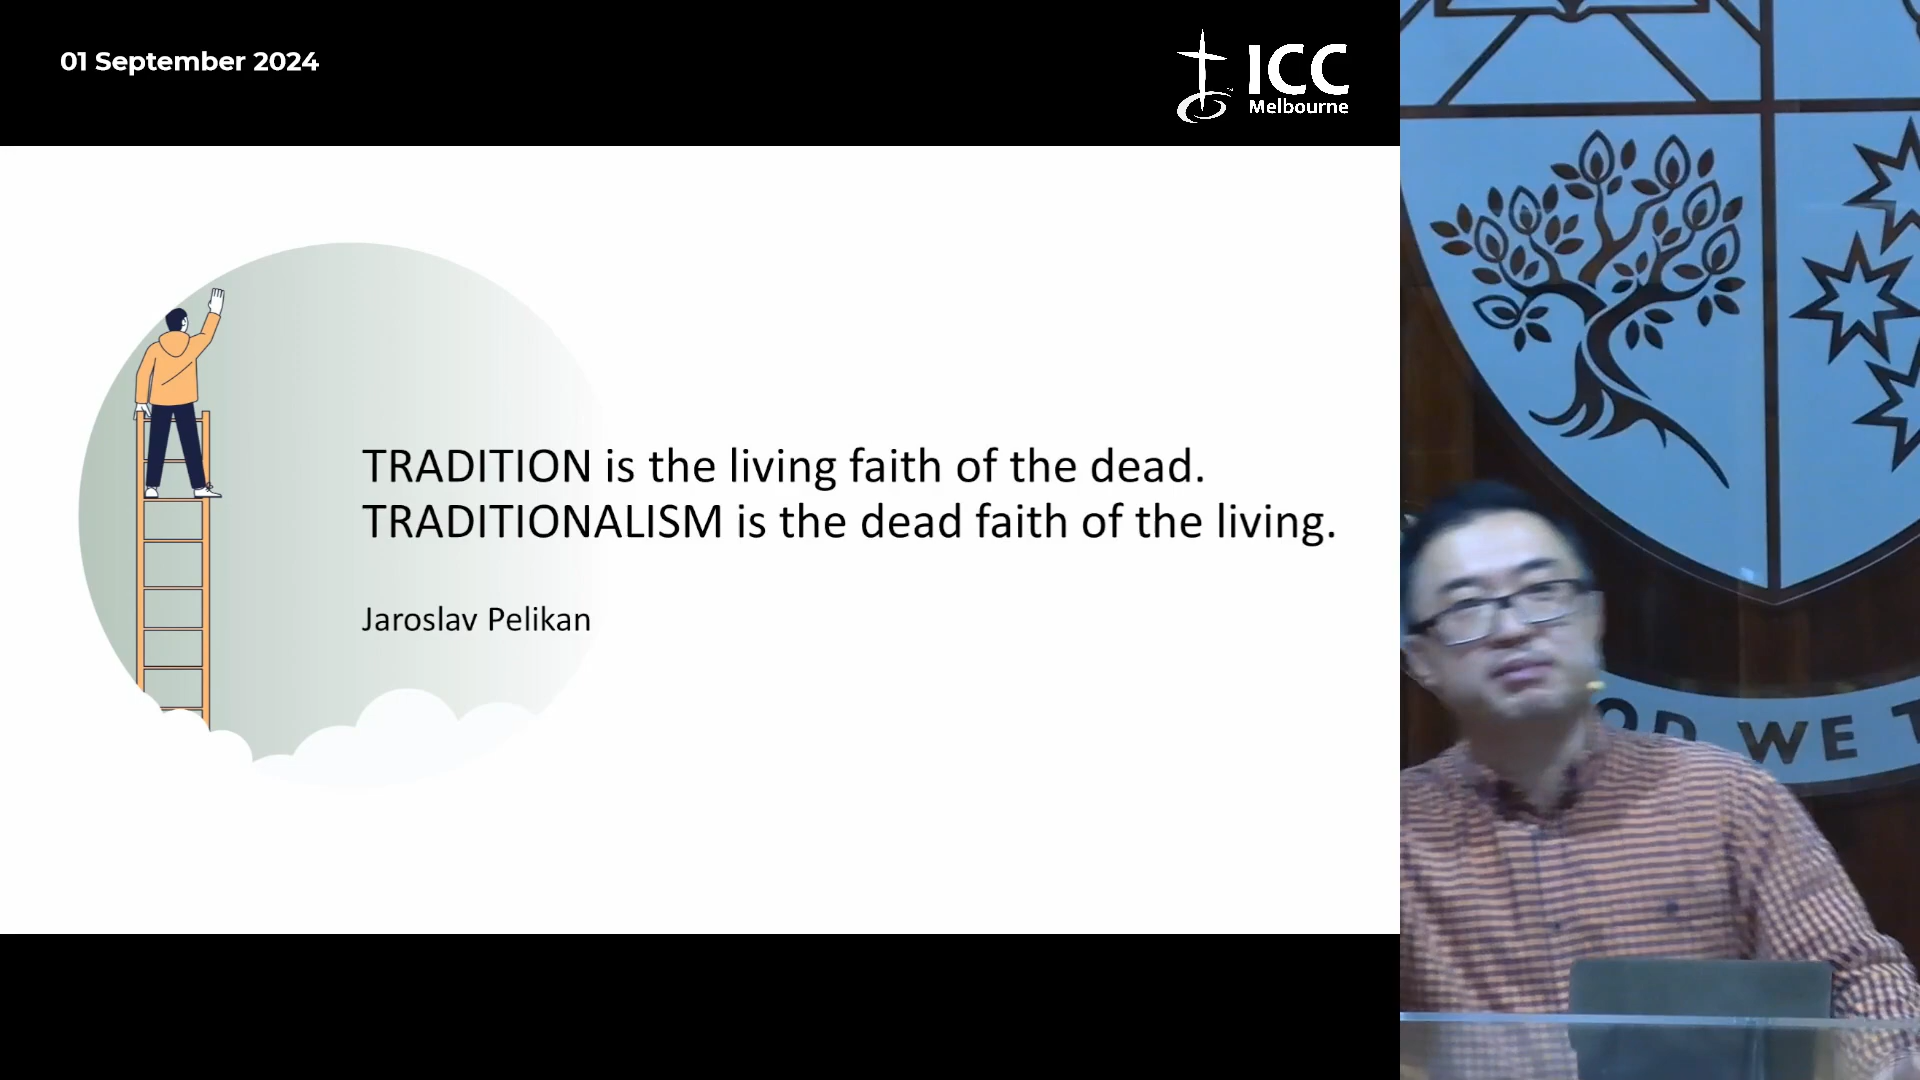 01 September 2024
ICC
Melbourne
TRADITION is the living faith of the dead.
TRADITIONALISM is the dead faith of the living.
Jaroslav Pelikan
WE